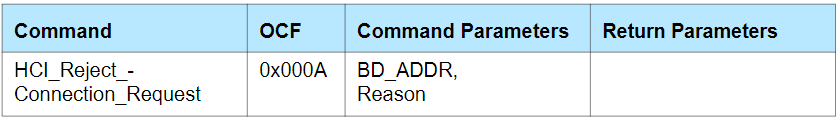 Command OCF Command Parameters Return Parameters
HCI_Reject_- 0x000A BD_ADDR,
Connection_Request Reason